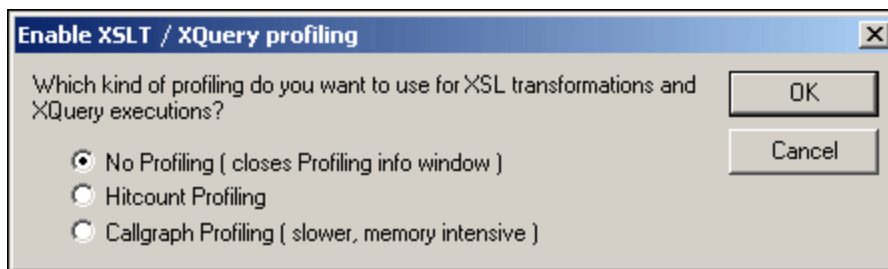 Enable XSLT / XQuery profiling
Which kind of profiling do you want to use for XSL transformations and
XQuery executions?
OK
Cancel
No Profiling ( closes Profiling info window )
Hitcount Profiling
Callgraph Profiling ( slower, memory intensive )